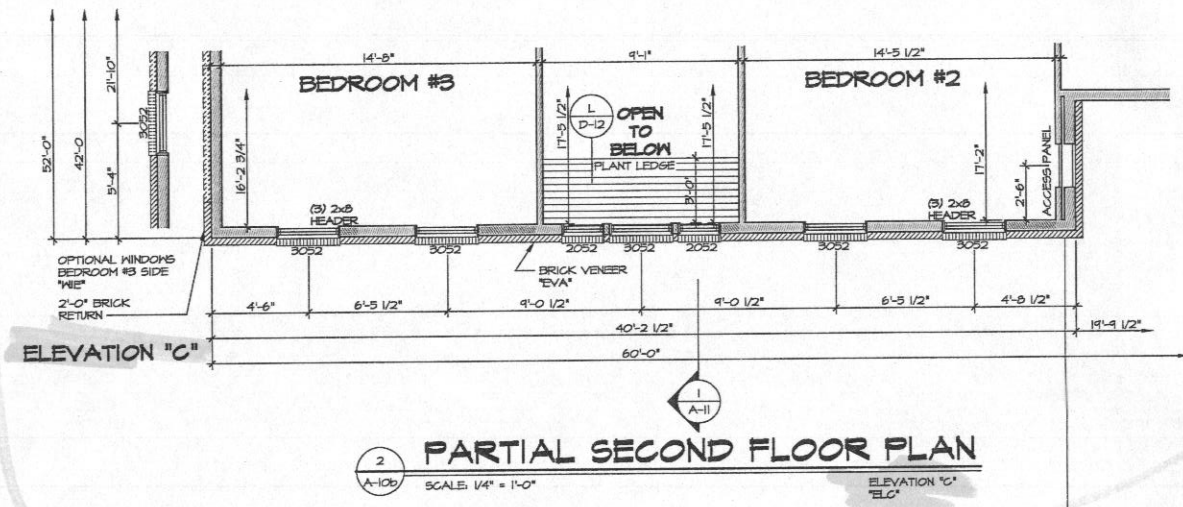 14'-8"
9'-1"
14'-5 1/2"
BEDROOM #3
BEDROOM #2
21'-10"
3052
52'-0"
42'-0
5'-4"
16'-2 3/4"
17'-5 1/2"
L
D-12
OPEN
TO
BELOW
17'-5 1/2"
PLANT LEDGE
3'-0"
17'-2"
2'-6"
ACCESS PANEL
(3) 2x8
HEADER
(3) 2x8
HEADER
3052
3052
2052
3052
2052
3052
3052
OPTIONAL WINDOWS
BEDROOM #3 SIDE
"WIE"
2'-0" BRICK
RETURN
BRICK VENEER
"EVA"
4'-6"
6'-5 1/2"
9'-0 1/2"
9'-0 1/2"
6'-5 1/2"
4'-8 1/2"
40'-2 1/2"
19'-9 1/2"
ELEVATION "C"
60'-0"
1
A-11
2
A-10b
PARTIAL SECOND FLOOR PLAN
SCALE: 1/4" = 1'-0"
ELEVATION "C"
"ELC"